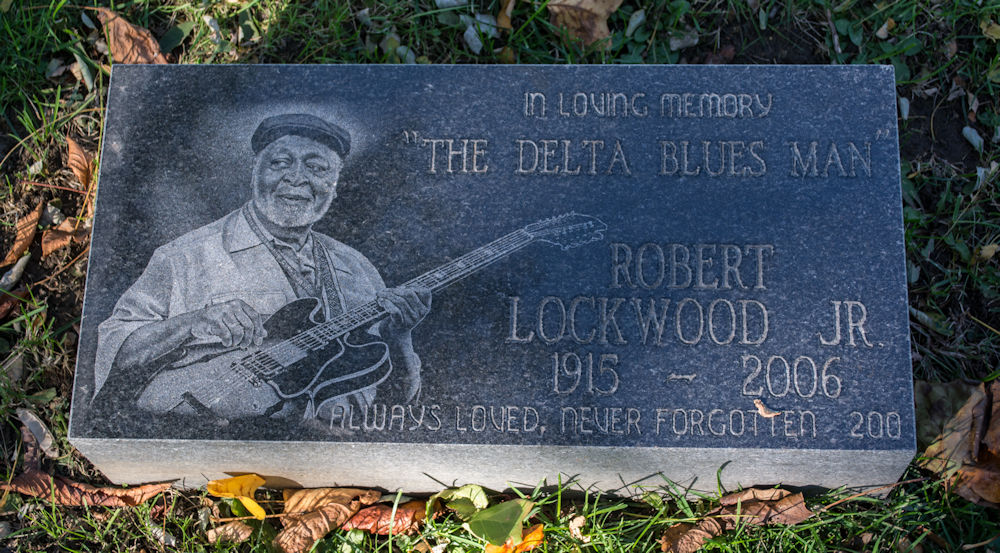 IN LOVING MEMORY
"THE DELTA BLUES MAN"
ROBERT
LOCKWOOD JR.
1915 ~ 2006
ALWAYS LOVED, NEVER FORGOTTEN 200